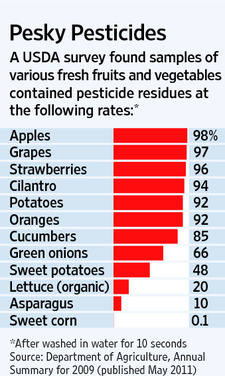 Pesky Pesticides
A USDA survey found samples of
various fresh fruits and vegetables
contained pesticide residues at
the following rates:*
Apples 98%
Grapes 97
Strawberries 96
Cilantro 94
Potatoes 92
Oranges 92
Cucumbers 85
Green onions 66
Sweet potatoes 48
Lettuce (organic) 20
Asparagus 10
Sweet corn 0.1
*After washed in water for 10 seconds
Source: Department of Agriculture, Annual
Summary for 2009 (published May 2011)